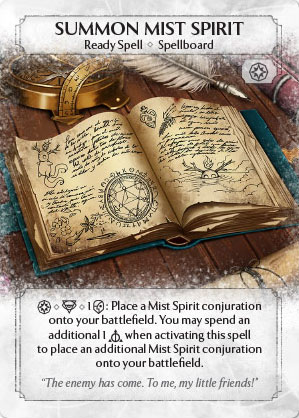 SUMMON MIST SPIRIT
Ready Spell ◇ Spellboard
◇ ◇ 1 : Place a Mist Spirit conjuration
onto your battlefield. You may spend an
additional 1 when activating this spell
to place an additional Mist Spirit conjuration
onto your battlefield.
"The enemy has come. To me, my little friends!"